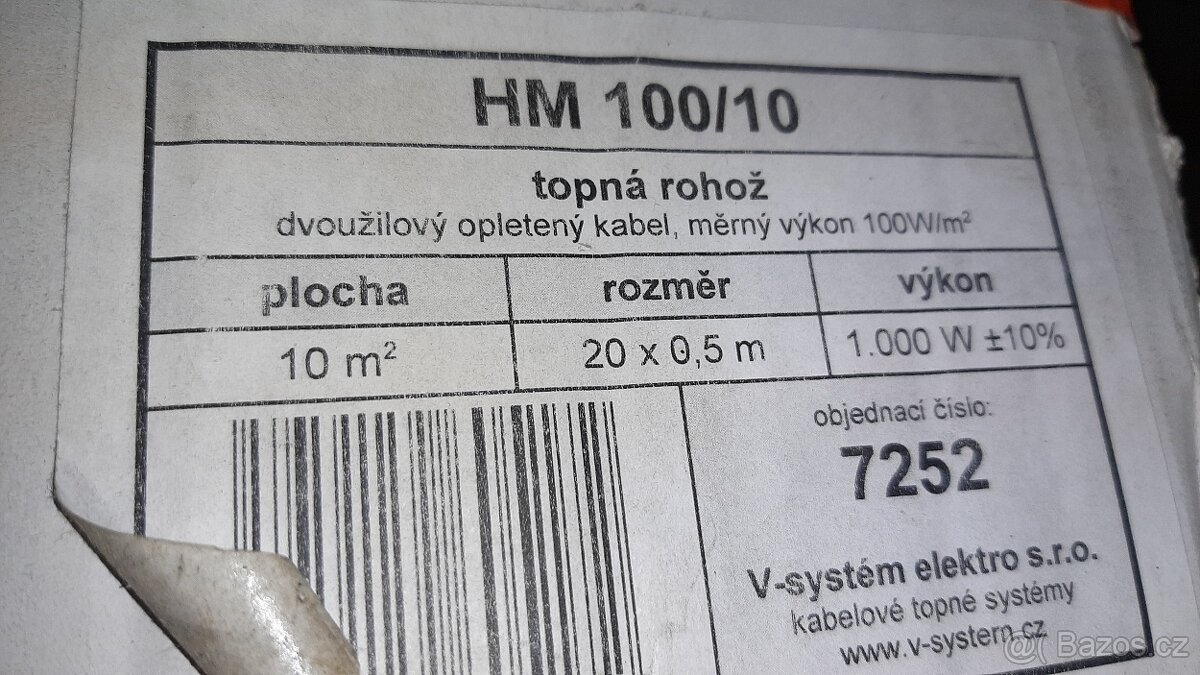 HM 100/10
topná rohož
dvoužilový opletený kabel, měrný výkon 100W/m²
plocha rozměr výkon
10 m² 20 x 0,5 m 1.000 W ±10%
objednací číslo:
7252
V-systém elektro s.r.o.
kabelové topné systémy
www.v-system.cz
Bazos.cz